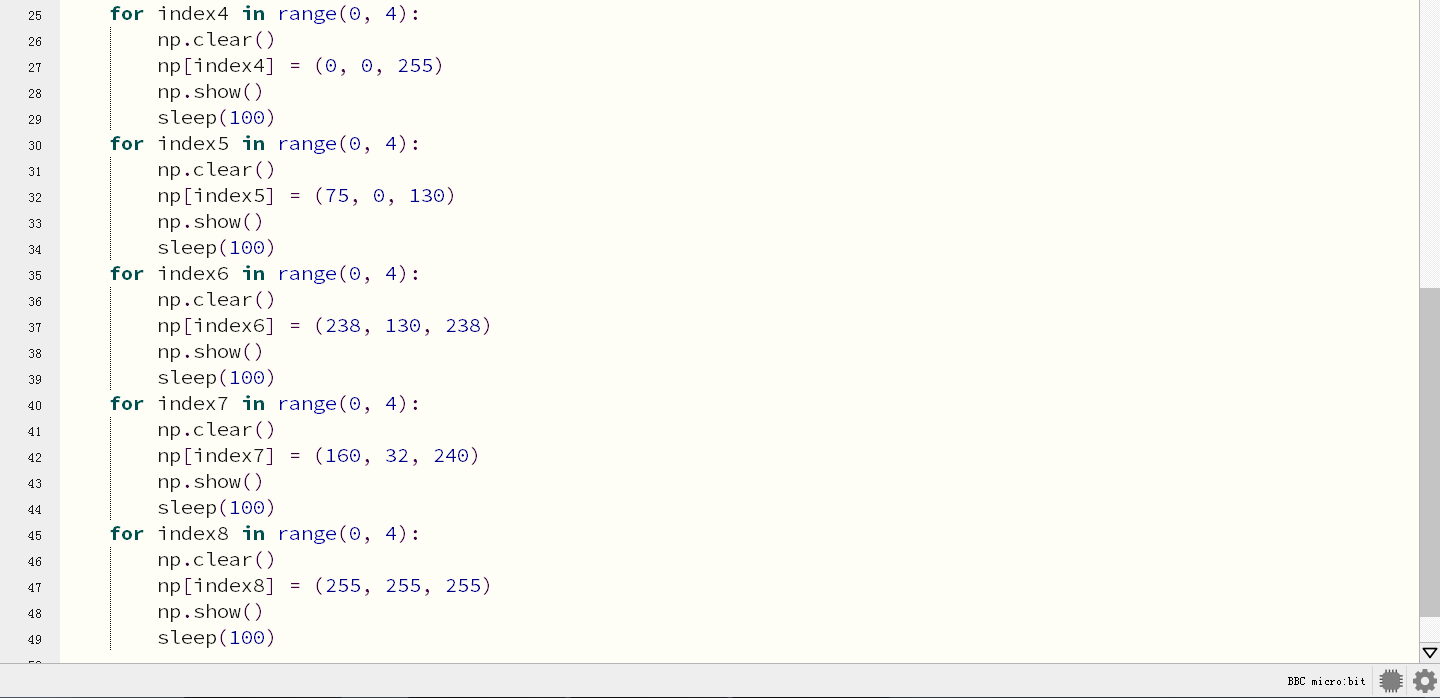 25 for index4 in range(0, 4):
26 np.clear()
27 np[index4] = (0, 0, 255)
28 np.show()
29 sleep(100)
30 for index5 in range(0, 4):
31 np.clear()
32 np[index5] = (75, 0, 130)
33 np.show()
34 sleep(100)
35 for index6 in range(0, 4):
36 np.clear()
37 np[index6] = (238, 130, 238)
38 np.show()
39 sleep(100)
40 for index7 in range(0, 4):
41 np.clear()
42 np[index7] = (160, 32, 240)
43 np.show()
44 sleep(100)
45 for index8 in range(0, 4):
46 np.clear()
47 np[index8] = (255, 255, 255)
48 np.show()
49 sleep(100)
BBC micro:bit